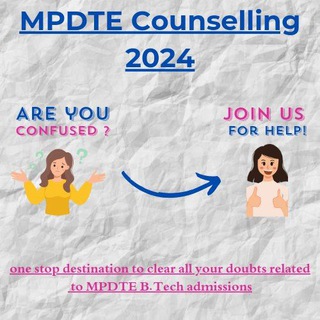 MPDTE Counselling
2024
ARE YOU
CONFUSED ?
JOIN US
FOR HELP!
one stop destination to clear all your doubts related
to MPDTE B.Tech admissions